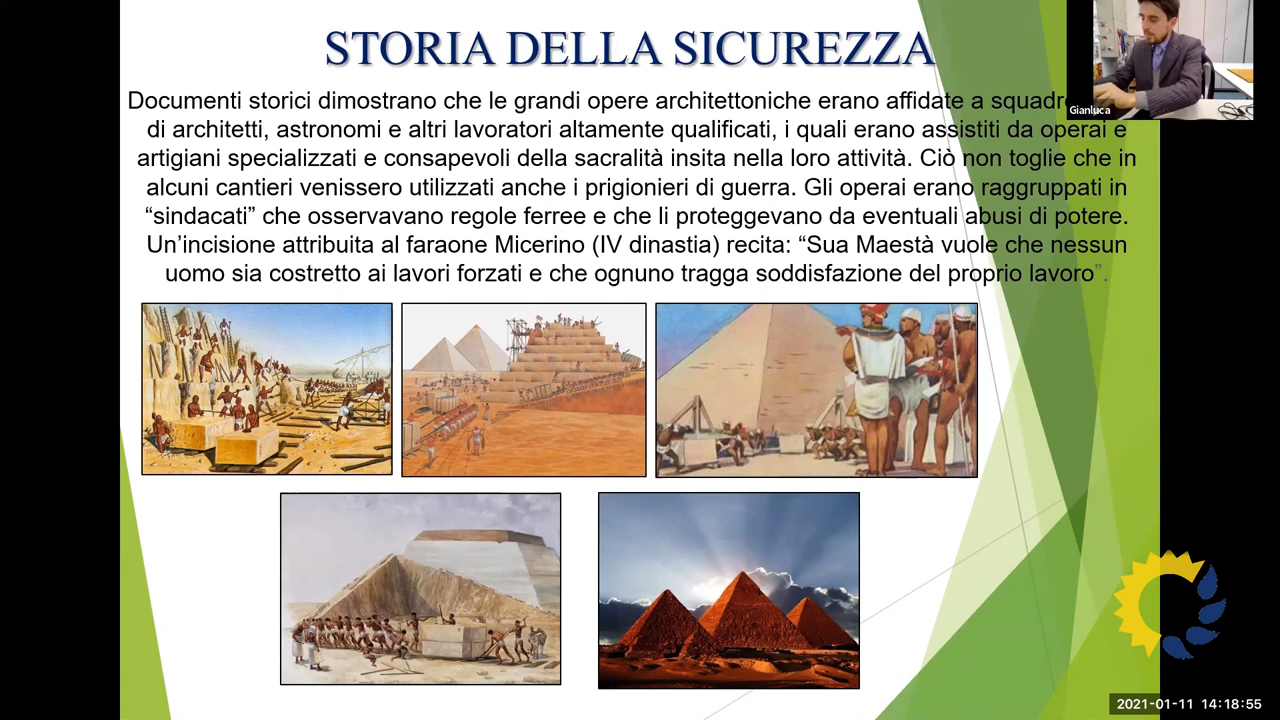 STORIA DELLA SICUREZZA
Documenti storici dimostrano che le grandi opere architettoniche erano affidate a
di architetti, astronomi e altri lavoratori altamente qualificati, i quali erano assistiti da operai e
artigiani specializzati e consapevoli della sacralità insita nella loro attività. Ciò non toglie che in
alcuni cantieri venissero utilizzati anche i prigionieri di guerra. Gli operai erano raggruppati in
“sindacati” che osservavano regole ferree e che li proteggevano da eventuali abusi di potere.
Un’incisione attribuita al faraone Micerino (IV dinastia) recita: “Sua Maestà vuole che nessun
uomo sia costretto ai lavori forzati e che ognuno tragga soddisfazione del proprio lavoro”.
Gianluca
2021-01-11 14:18:55